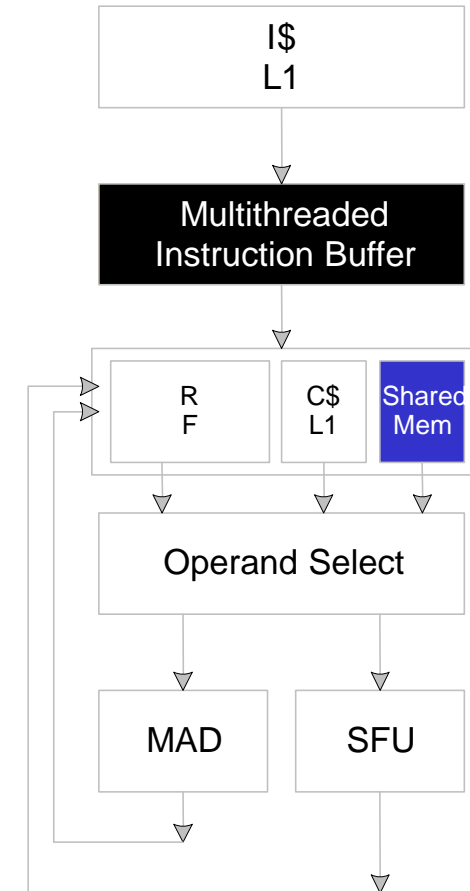 I$
L1
Multithreaded
Instruction Buffer
R
F
C$
L1
Shared
Mem
Operand Select
MAD
SFU